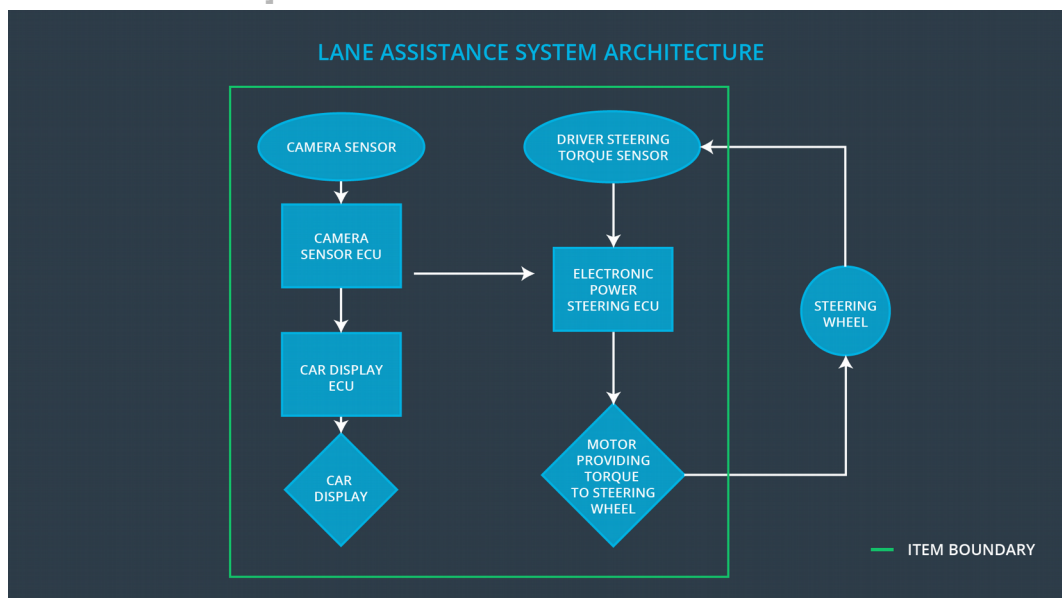 LANE ASSISTANCE SYSTEM ARCHITECTURE
CAMERA SENSOR
CAMERA
SENSOR ECU
CAR DISPLAY
ECU
CAR
DISPLAY
DRIVER STEERING
TORQUE SENSOR
ELECTRONIC
POWER
STEERING ECU
MOTOR
PROVIDING
TORQUE
TO STEERING
WHEEL
STEERING
WHEEL
ITEM BOUNDARY